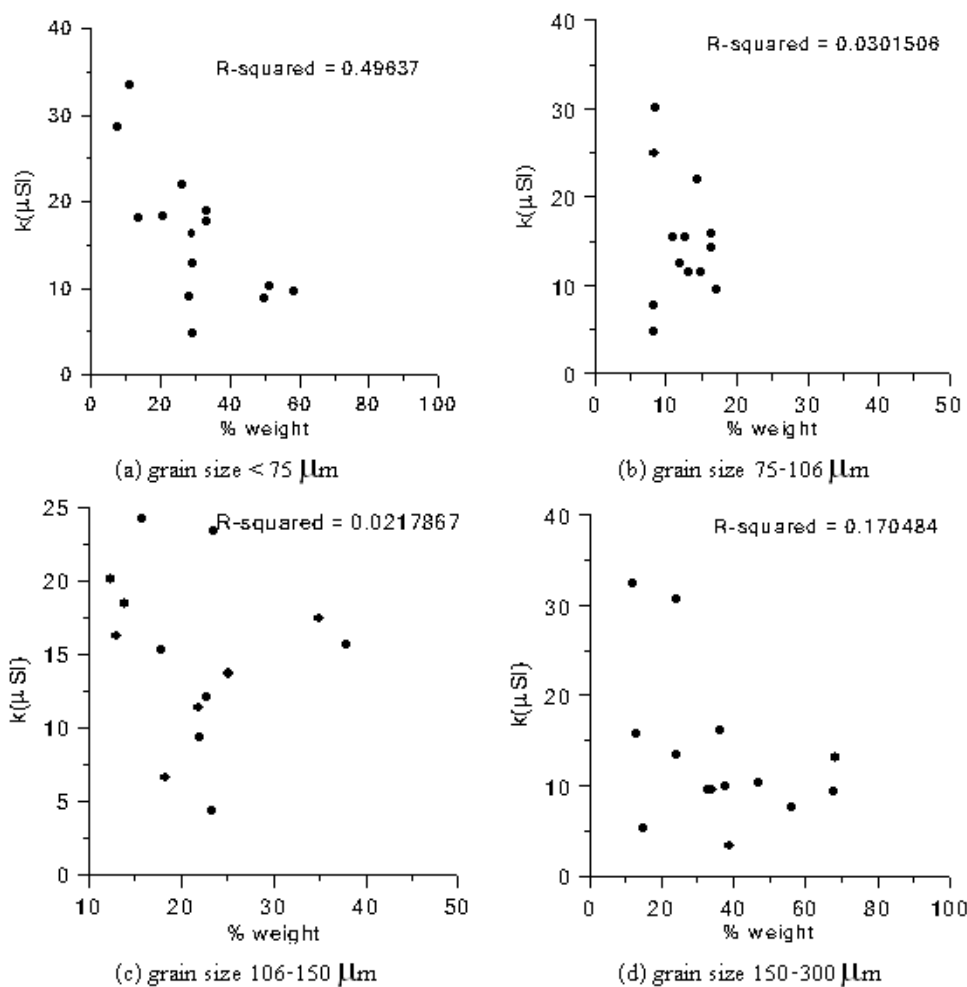 40
30
20
10
0
k(μSI)
R-squared = 0.49637
0 20 40 60 80 100
% weight
(a) grain size < 75 μm
40
30
20
10
0
k(μSI)
R-squared = 0.0301506
0 10 20 30 40 50
% weight
(b) grain size 75-106 μm
25
20
15
10
5
0
k(μSI)
R-squared = 0.0217867
10 20 30 40 50
% weight
(c) grain size 106-150 μm
40
30
20
10
0
k(μSI)
R-squared = 0.170484
0 20 40 60 80 100
% weight
(d) grain size 150-300 μm